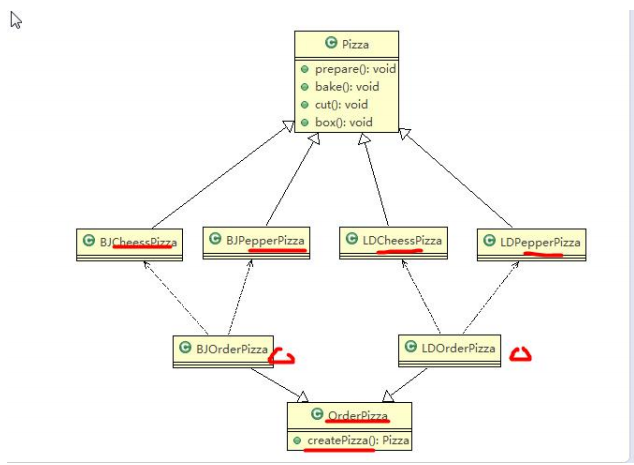 Pizza
prepare(): void
bake(): void
cut(): void
box(): void
BJCheessPizza
BJPepperPizza
LDCheessPizza
LDPepperPizza
BJOrderPizza
LDOrderPizza
OrderPizza
createPizza(): Pizza